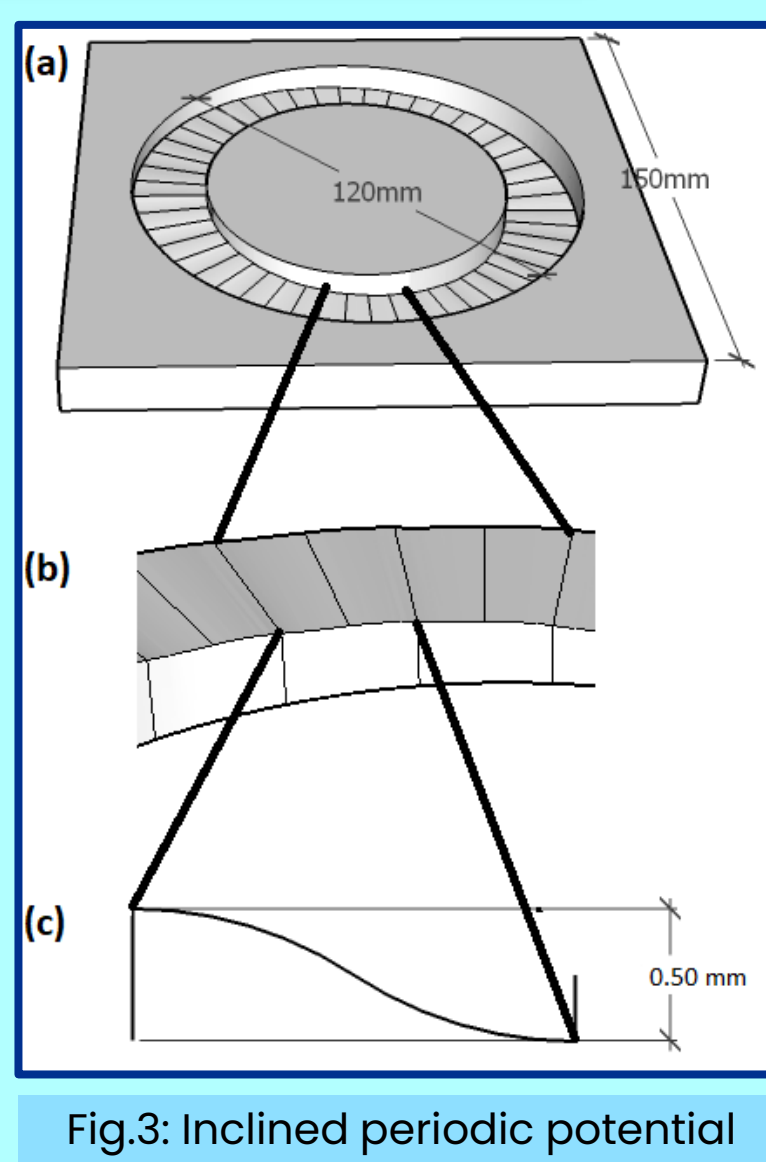 (a)
120mm
150mm
(b)
(c)
0.50 mm
Fig.3: Inclined periodic potential